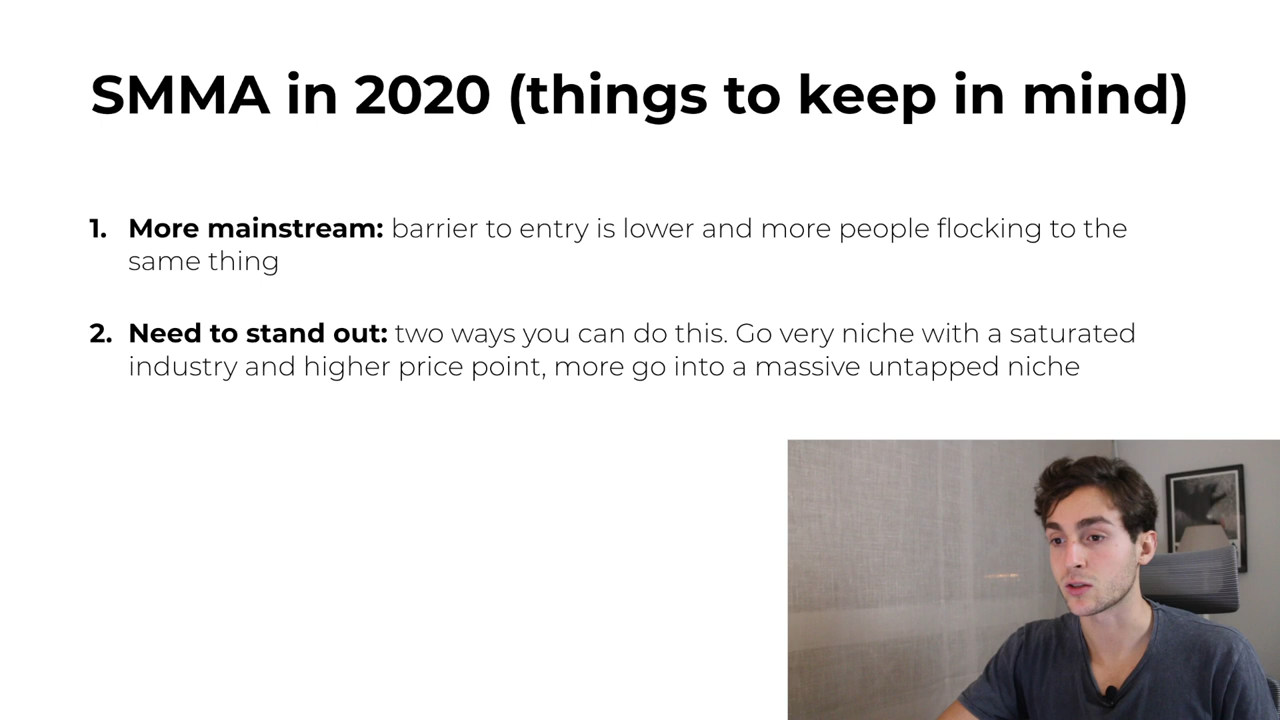 SMMA in 2020 (things to keep in mind)
1. More mainstream: barrier to entry is lower and more people flocking to the
same thing
2. Need to stand out: two ways you can do this. Go very niche with a saturated
industry and higher price point, more go into a massive untapped niche